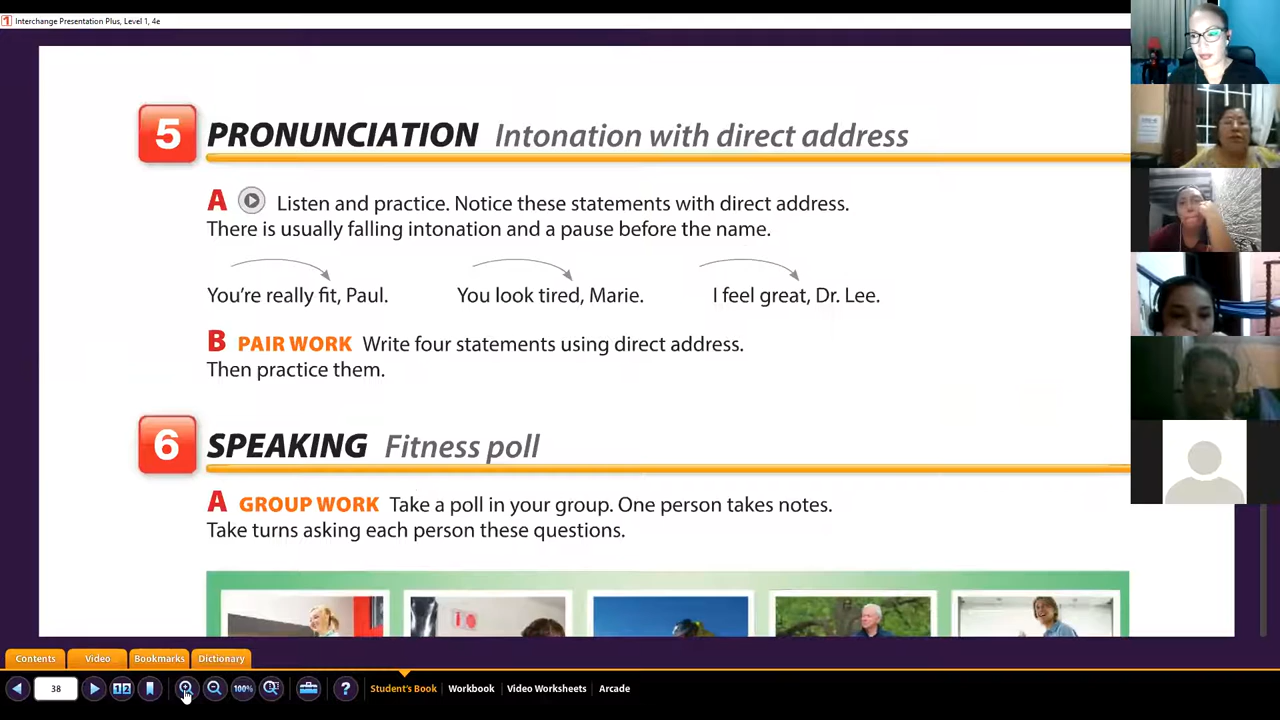 Interchange Presentation Plus, Level 1, 4e
5 PRONUNCIATION Intonation with direct address
A Listen and practice. Notice these statements with direct address.
There is usually falling intonation and a pause before the name.
You're really fit, Paul. You look tired, Marie. I feel great, Dr. Lee.
B PAIR WORK Write four statements using direct address.
Then practice them.
6 SPEAKING Fitness poll
A GROUP WORK Take a poll in your group. One person takes notes.
Take turns asking each person these questions.
Contents Video Bookmarks Dictionary
38 1 2 100% Student's Book Workbook Video Worksheets Arcade